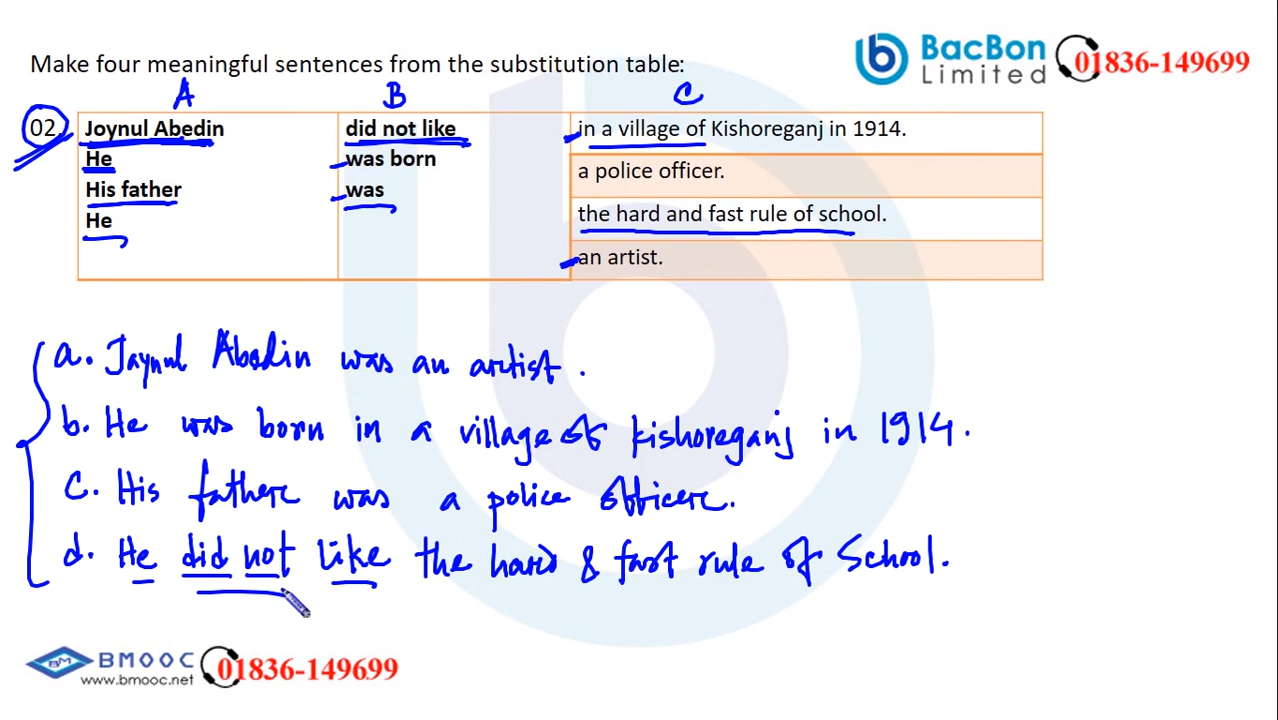 Make four meaningful sentences from the substitution table:
BacBon Limited
01836-149699
A B C
02. Joynul Abedin did not like in a village of Kishoreganj in 1914.
He was born a police officer.
His father was the hard and fast rule of school.
He an artist.
a. Jaynul Abedin was an artist.
b. He was born in a village of Kishoreganj in 1914.
c. His father was a police officer.
d. He did not like the hard & fast rule of School.
BM BMOOC
www.bmooc.net
01836-149699